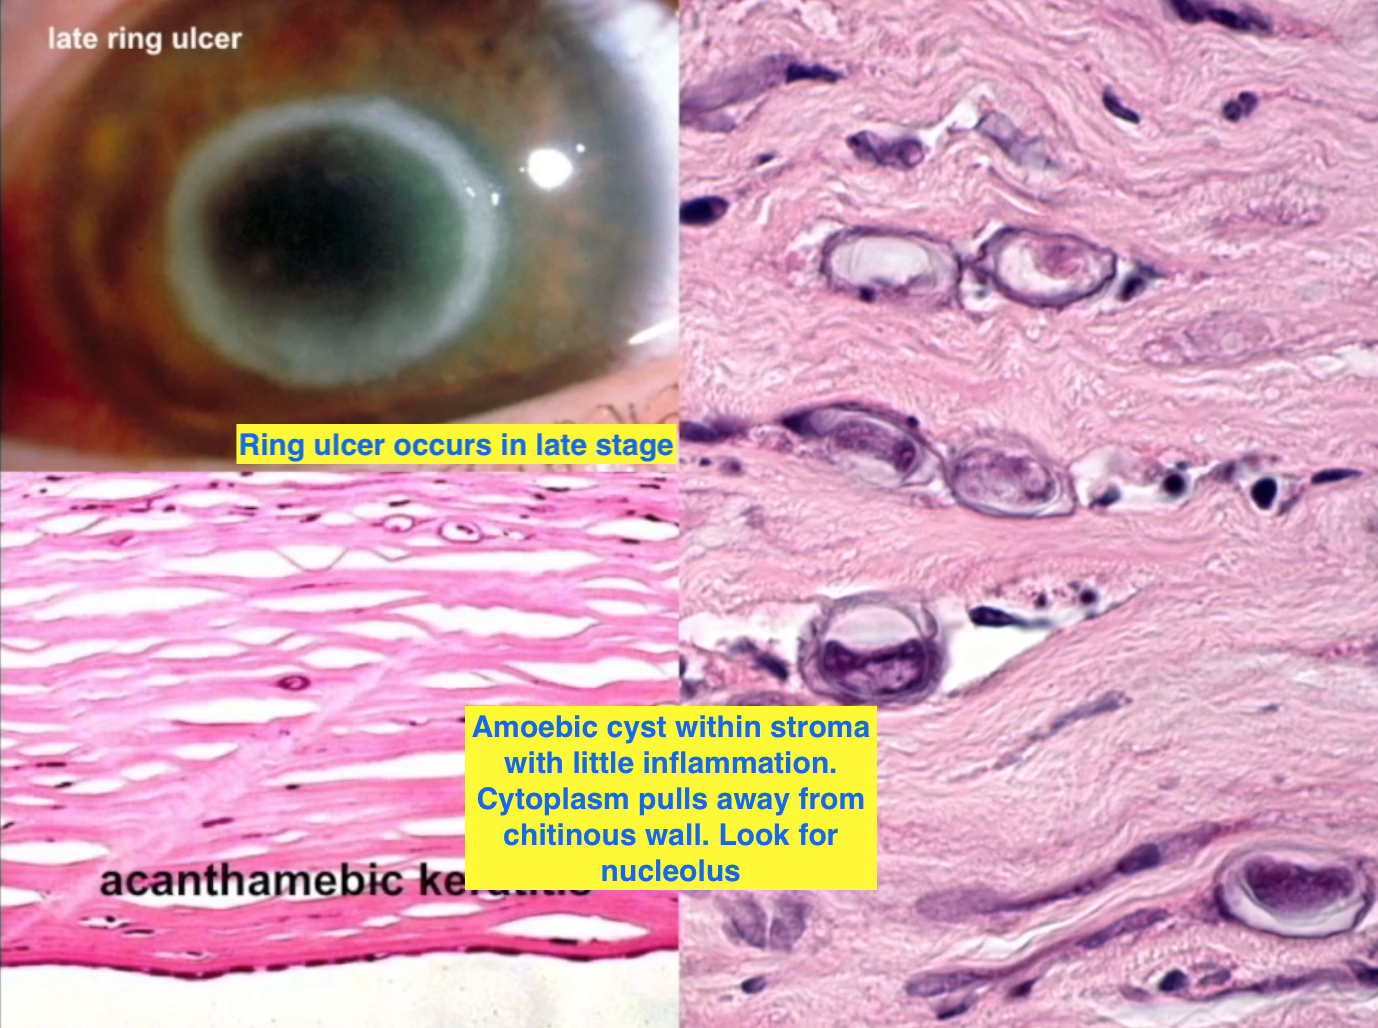 late ring ulcer
Ring ulcer occurs in late stage
Amoebic cyst within stroma
with little inflammation.
Cytoplasm pulls away from
chitinous wall. Look for
nucleolus
acanthamebic keratitis